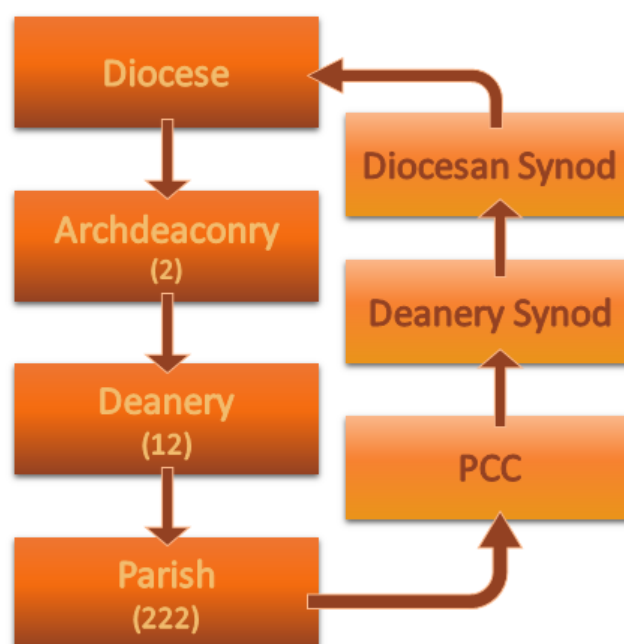 Diocese
Archdeaconry
(2)
Deanery
(12)
Parish
(222)
Diocesan Synod
Deanery Synod
PCC